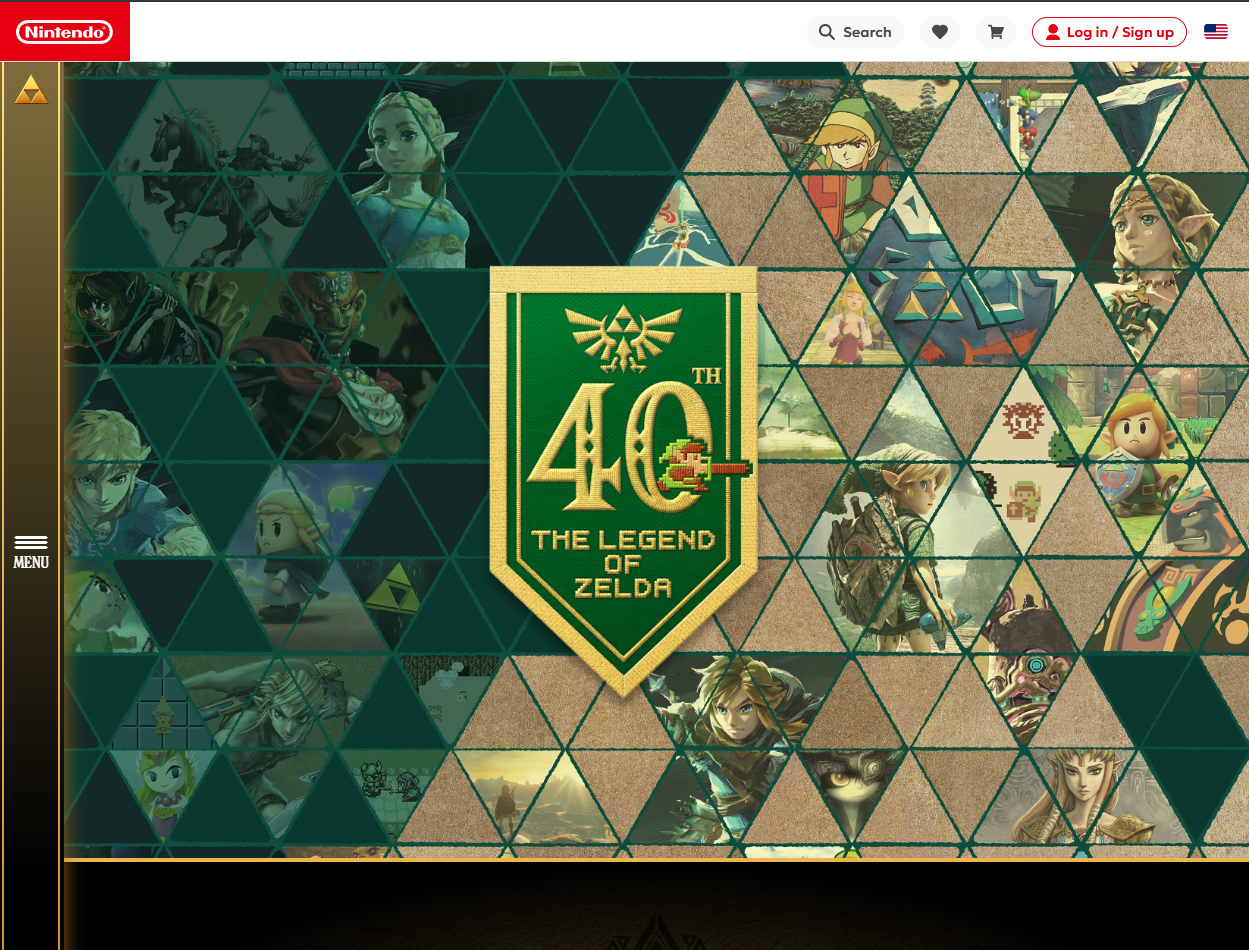 Nintendo
Search
Log in / Sign up
MENU
40TH
THE LEGEND
OF
ZELDA